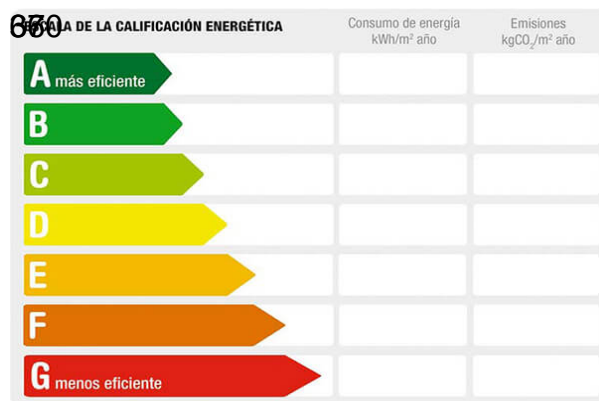 ESCALA DE LA CALIFICACIÓN ENERGÉTICA
Consumo de energía
kWh/m² año
Emisiones
kgCO₂/m² año
A más eficiente
B
C
D
E
F
G menos eficiente